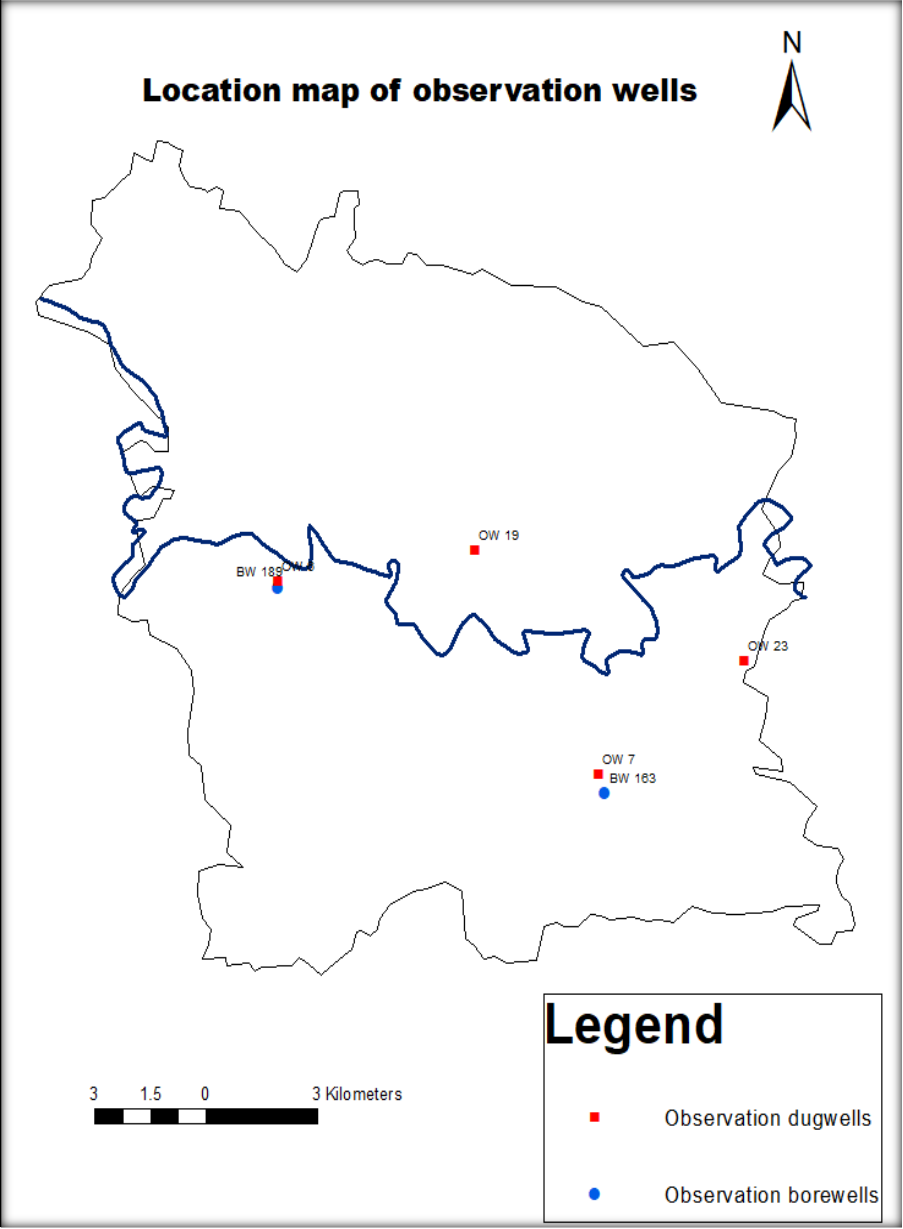 N
Location map of observation wells
OW 19
BW 189
OW
OW 23
OW 7
BW 163
Legend
3 1.5 0 3 Kilometers
Observation dugwells
Observation borewells